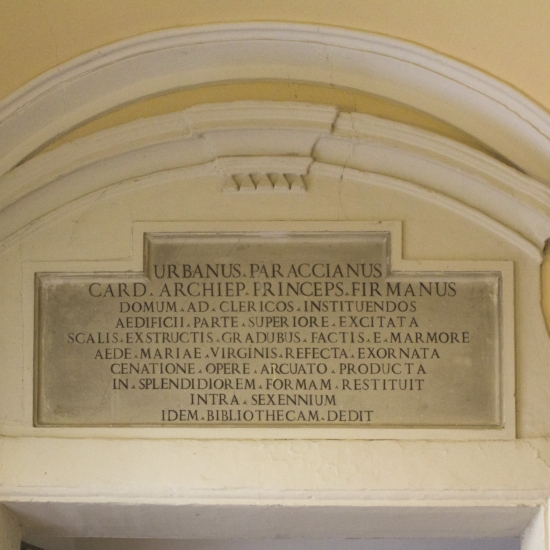 URBANUS·PARACCIANUS
CARD·ARCHIEP·PRINCEPS·FIRMANUS
DOMUM·AD·CLERICOS·INSTITUENDOS
AEDIFICII·PARTE·SUPERIORE·EXCITATA
SCALIS·EXSTRUCTIS·GRADUBUS·FACTIS·E·MARMORE
AEDE·MARIAE·VIRGINIS·REFECTA·EXORNATA
CENATIONE·OPERE·ARCUATO·PRODUCTA
IN·SPLENDIDIOREM·FORMAM·RESTITUIT
INTRA·SEXENNIUM
IDEM·BIBLIOTHECAM·DEDIT